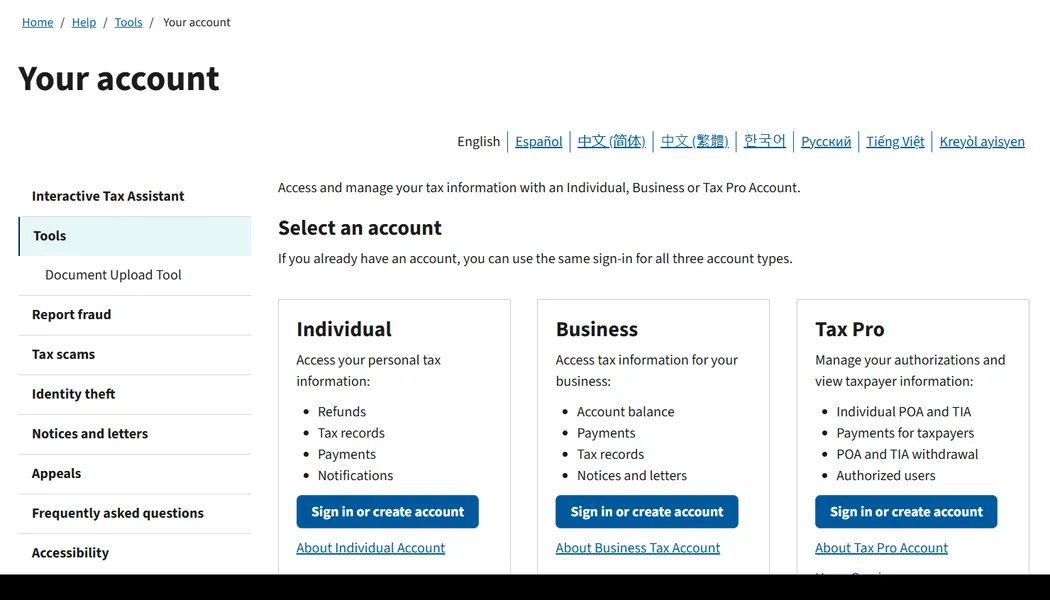 Home / Help / Tools / Your account
Your account
English Español 中文 (简体) 中文 (繁體) 한국어 Русский Tiếng Việt Kreyòl ayisyen
Interactive Tax Assistant
Tools
Document Upload Tool
Report fraud
Tax scams
Identity theft
Notices and letters
Appeals
Frequently asked questions
Accessibility
Access and manage your tax information with an Individual, Business or Tax Pro Account.
Select an account
If you already have an account, you can use the same sign-in for all three account types.
Individual
Access your personal tax
information:
• Refunds
• Tax records
• Payments
• Notifications
Sign in or create account
About Individual Account
Business
Access tax information for your
business:
• Account balance
• Payments
• Tax records
• Notices and letters
Sign in or create account
About Business Tax Account
Tax Pro
Manage your authorizations and
view taxpayer information:
• Individual POA and TIA
• Payments for taxpayers
• POA and TIA withdrawal
• Authorized users
Sign in or create account
About Tax Pro Account